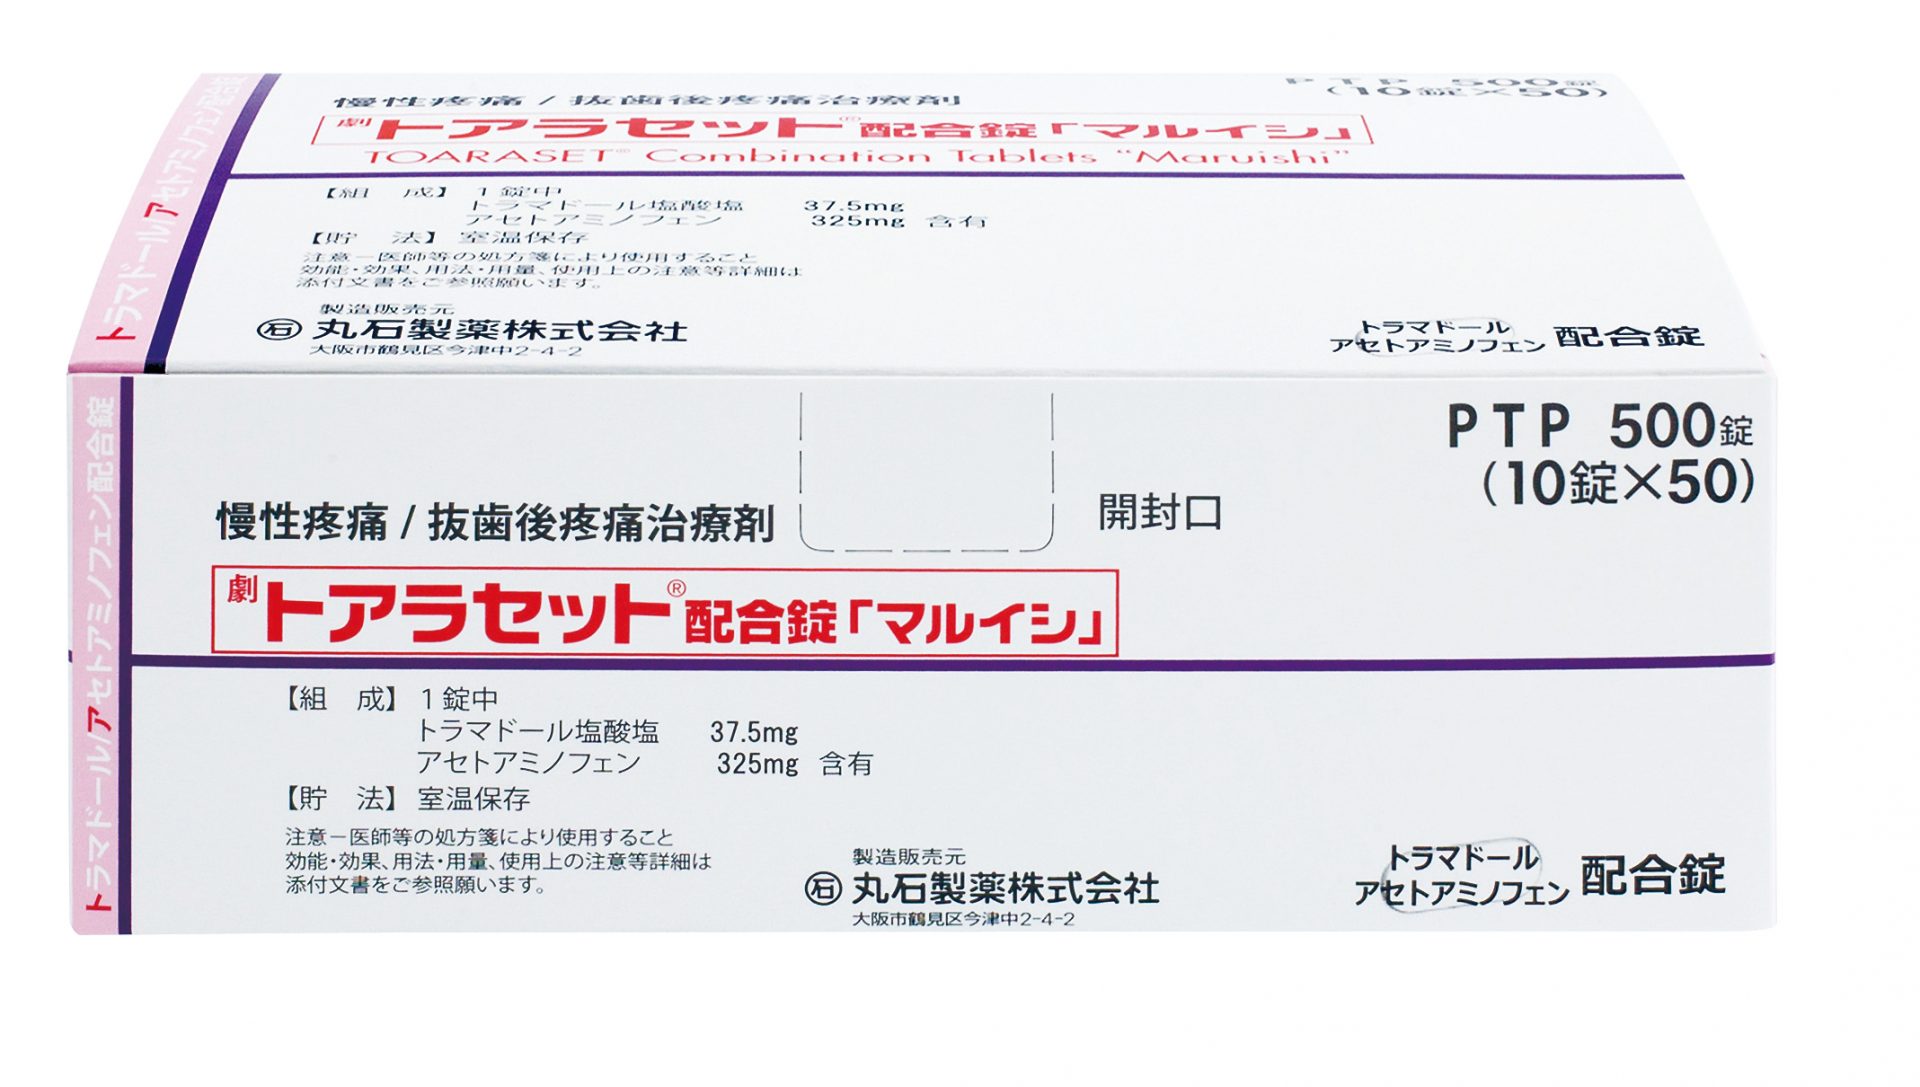 慢性疼痛/抜歯後疼痛治療剤
PTP 500錠
(10錠×50)
劇 トアラセット®配合錠「マルイシ」
TOARASET® Combination Tablets "Maruishi"
【組 成】 1錠中
トラマドール塩酸塩 37.5mg
アセトアミノフェン 325mg 含有
【貯 法】 室温保存
注意−医師等の処方箋により使用すること
効能・効果、用法・用量、使用上の注意等詳細は
添付文書をご参照願います。
製造販売元
石 丸石製薬株式会社
大阪市鶴見区今津中2-4-2
トラマドール
アセトアミノフェン 配合錠
トラマドール/アセトアミノフェン配合錠
トラマドール/アセトアミノフェン配合錠
PTP 500錠
(10錠×50)
開封口
慢性疼痛/抜歯後疼痛治療剤
劇 トアラセット®配合錠「マルイシ」
【組 成】 1錠中
トラマドール塩酸塩 37.5mg
アセトアミノフェン 325mg 含有
【貯 法】 室温保存
注意−医師等の処方箋により使用すること
効能・効果、用法・用量、使用上の注意等詳細は
添付文書をご参照願います。
製造販売元
石 丸石製薬株式会社
大阪市鶴見区今津中2-4-2
トラマドール
アセトアミノフェン 配合錠